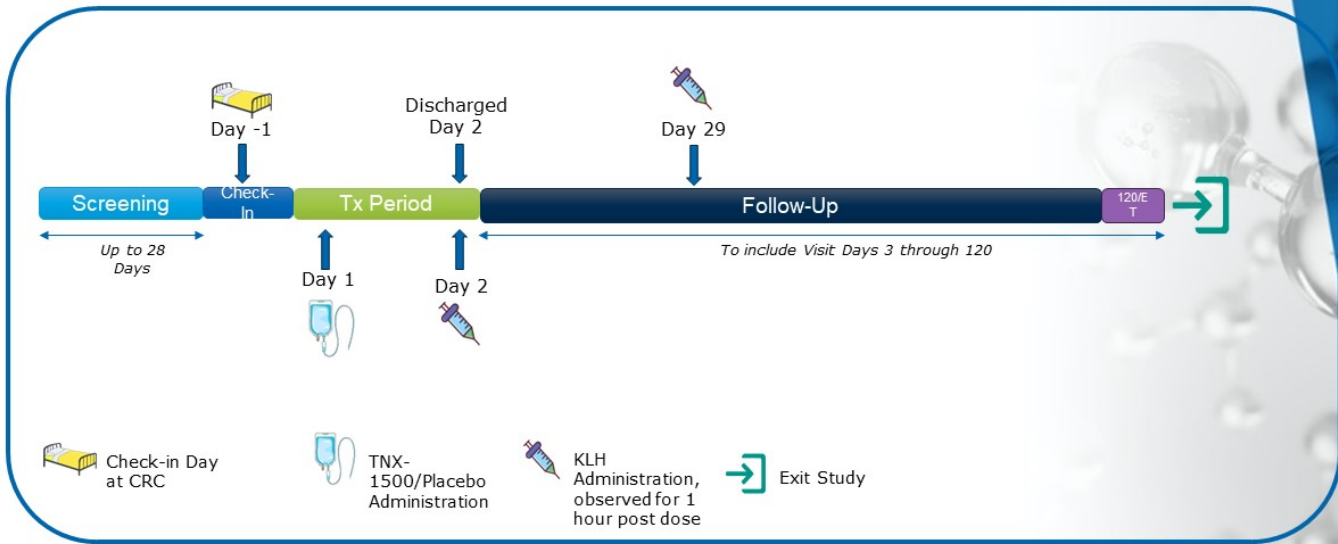 Day -1
Discharged
Day 2
Day 29
Screening
Check-
In
Tx Period
Follow-Up
120/E
T
Up to 28
Days
To include Visit Days 3 through 120
Day 1
Day 2
Check-in Day
at CRC
TNX-
1500/Placebo
Administration
KLH
Administration,
observed for 1
hour post dose
Exit Study